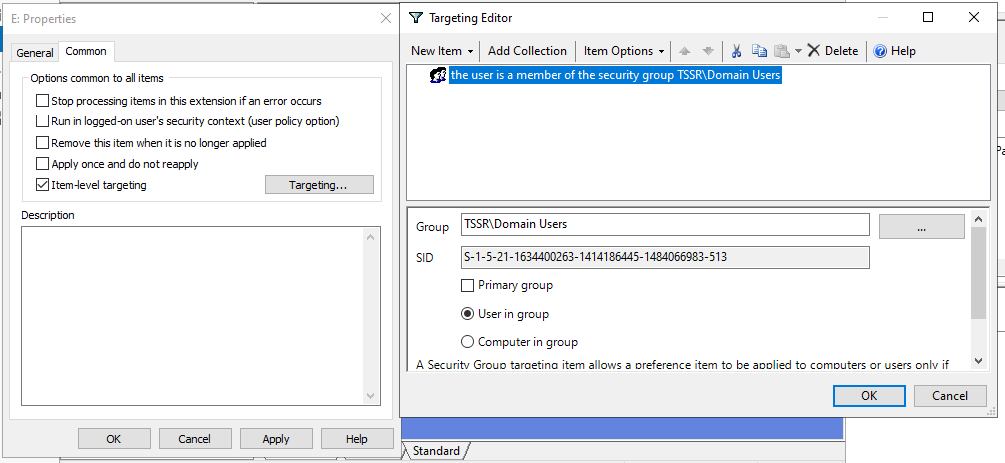 E: Properties
General
Common
Options common to all items
Stop processing items in this extension if an error occurs
Run in logged-on user's security context (user policy option)
Remove this item when it is no longer applied
Apply once and do not reapply
Item-level targeting
Targeting...
Description
OK
Cancel
Apply
Help
Targeting Editor
New Item
Add Collection
Item Options
Delete
Help
the user is a member of the security group TSSR\Domain Users
Group
TSSR\Domain Users
...
SID
S-1-5-21-1634400263-1414186445-1484066983-513
Primary group
User in group
Computer in group
A Security Group targeting item allows a preference item to be applied to computers or users only if
OK
Cancel
Standard
Pa